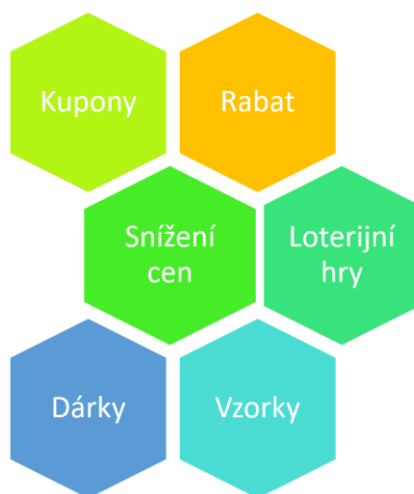 Kupony
Rabat
Snížení
cen
Loterijní
hry
Dárky
Vzorky